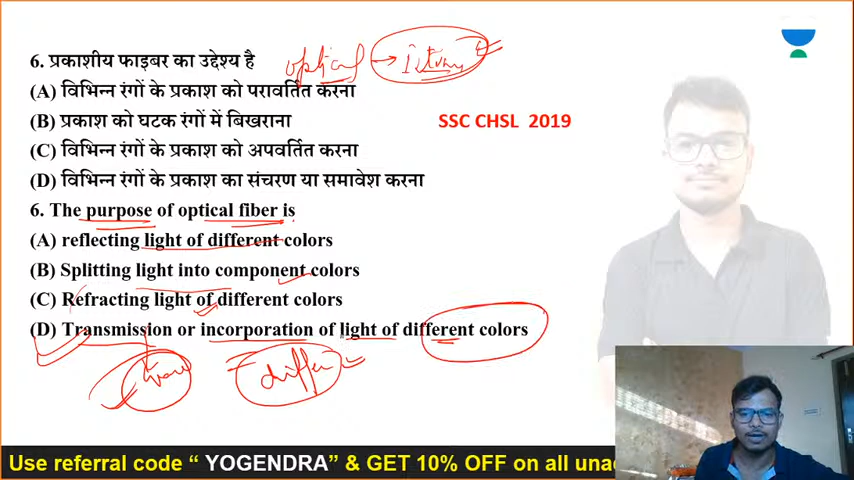 6. प्रकाशीय फाइबर का उद्देश्य है
optical
(A) विभिन्न रंगों के प्रकाश को परावर्तित करना
(B) प्रकाश को घटक रंगों में बिखराना
SSC CHSL 2019
(C) विभिन्न रंगों के प्रकाश को अपवर्तित करना
(D) विभिन्न रंगों के प्रकाश का संचरण या समावेश करना
6. The purpose of optical fiber is
(A) reflecting light of different colors
(B) Splitting light into component colors
(C) Refracting light of different colors
(D) Transmission or incorporation of light of different colors
differ
Use referral code “ YOGENDRA” & GET 10% OFF on all unac